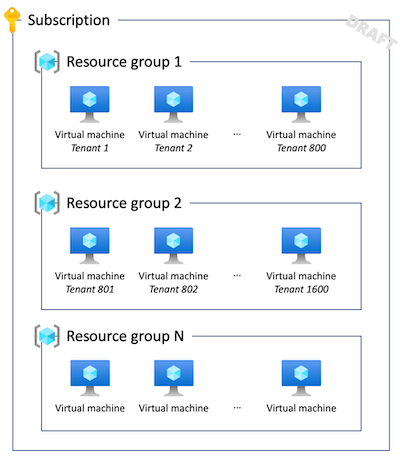 Subscription
DRAFT
Resource group 1
Virtual machine Virtual machine ... Virtual machine
Tenant 1 Tenant 2 Tenant 800
Resource group 2
Virtual machine Virtual machine ... Virtual machine
Tenant 801 Tenant 802 Tenant 1600
Resource group N
Virtual machine Virtual machine ... Virtual machine